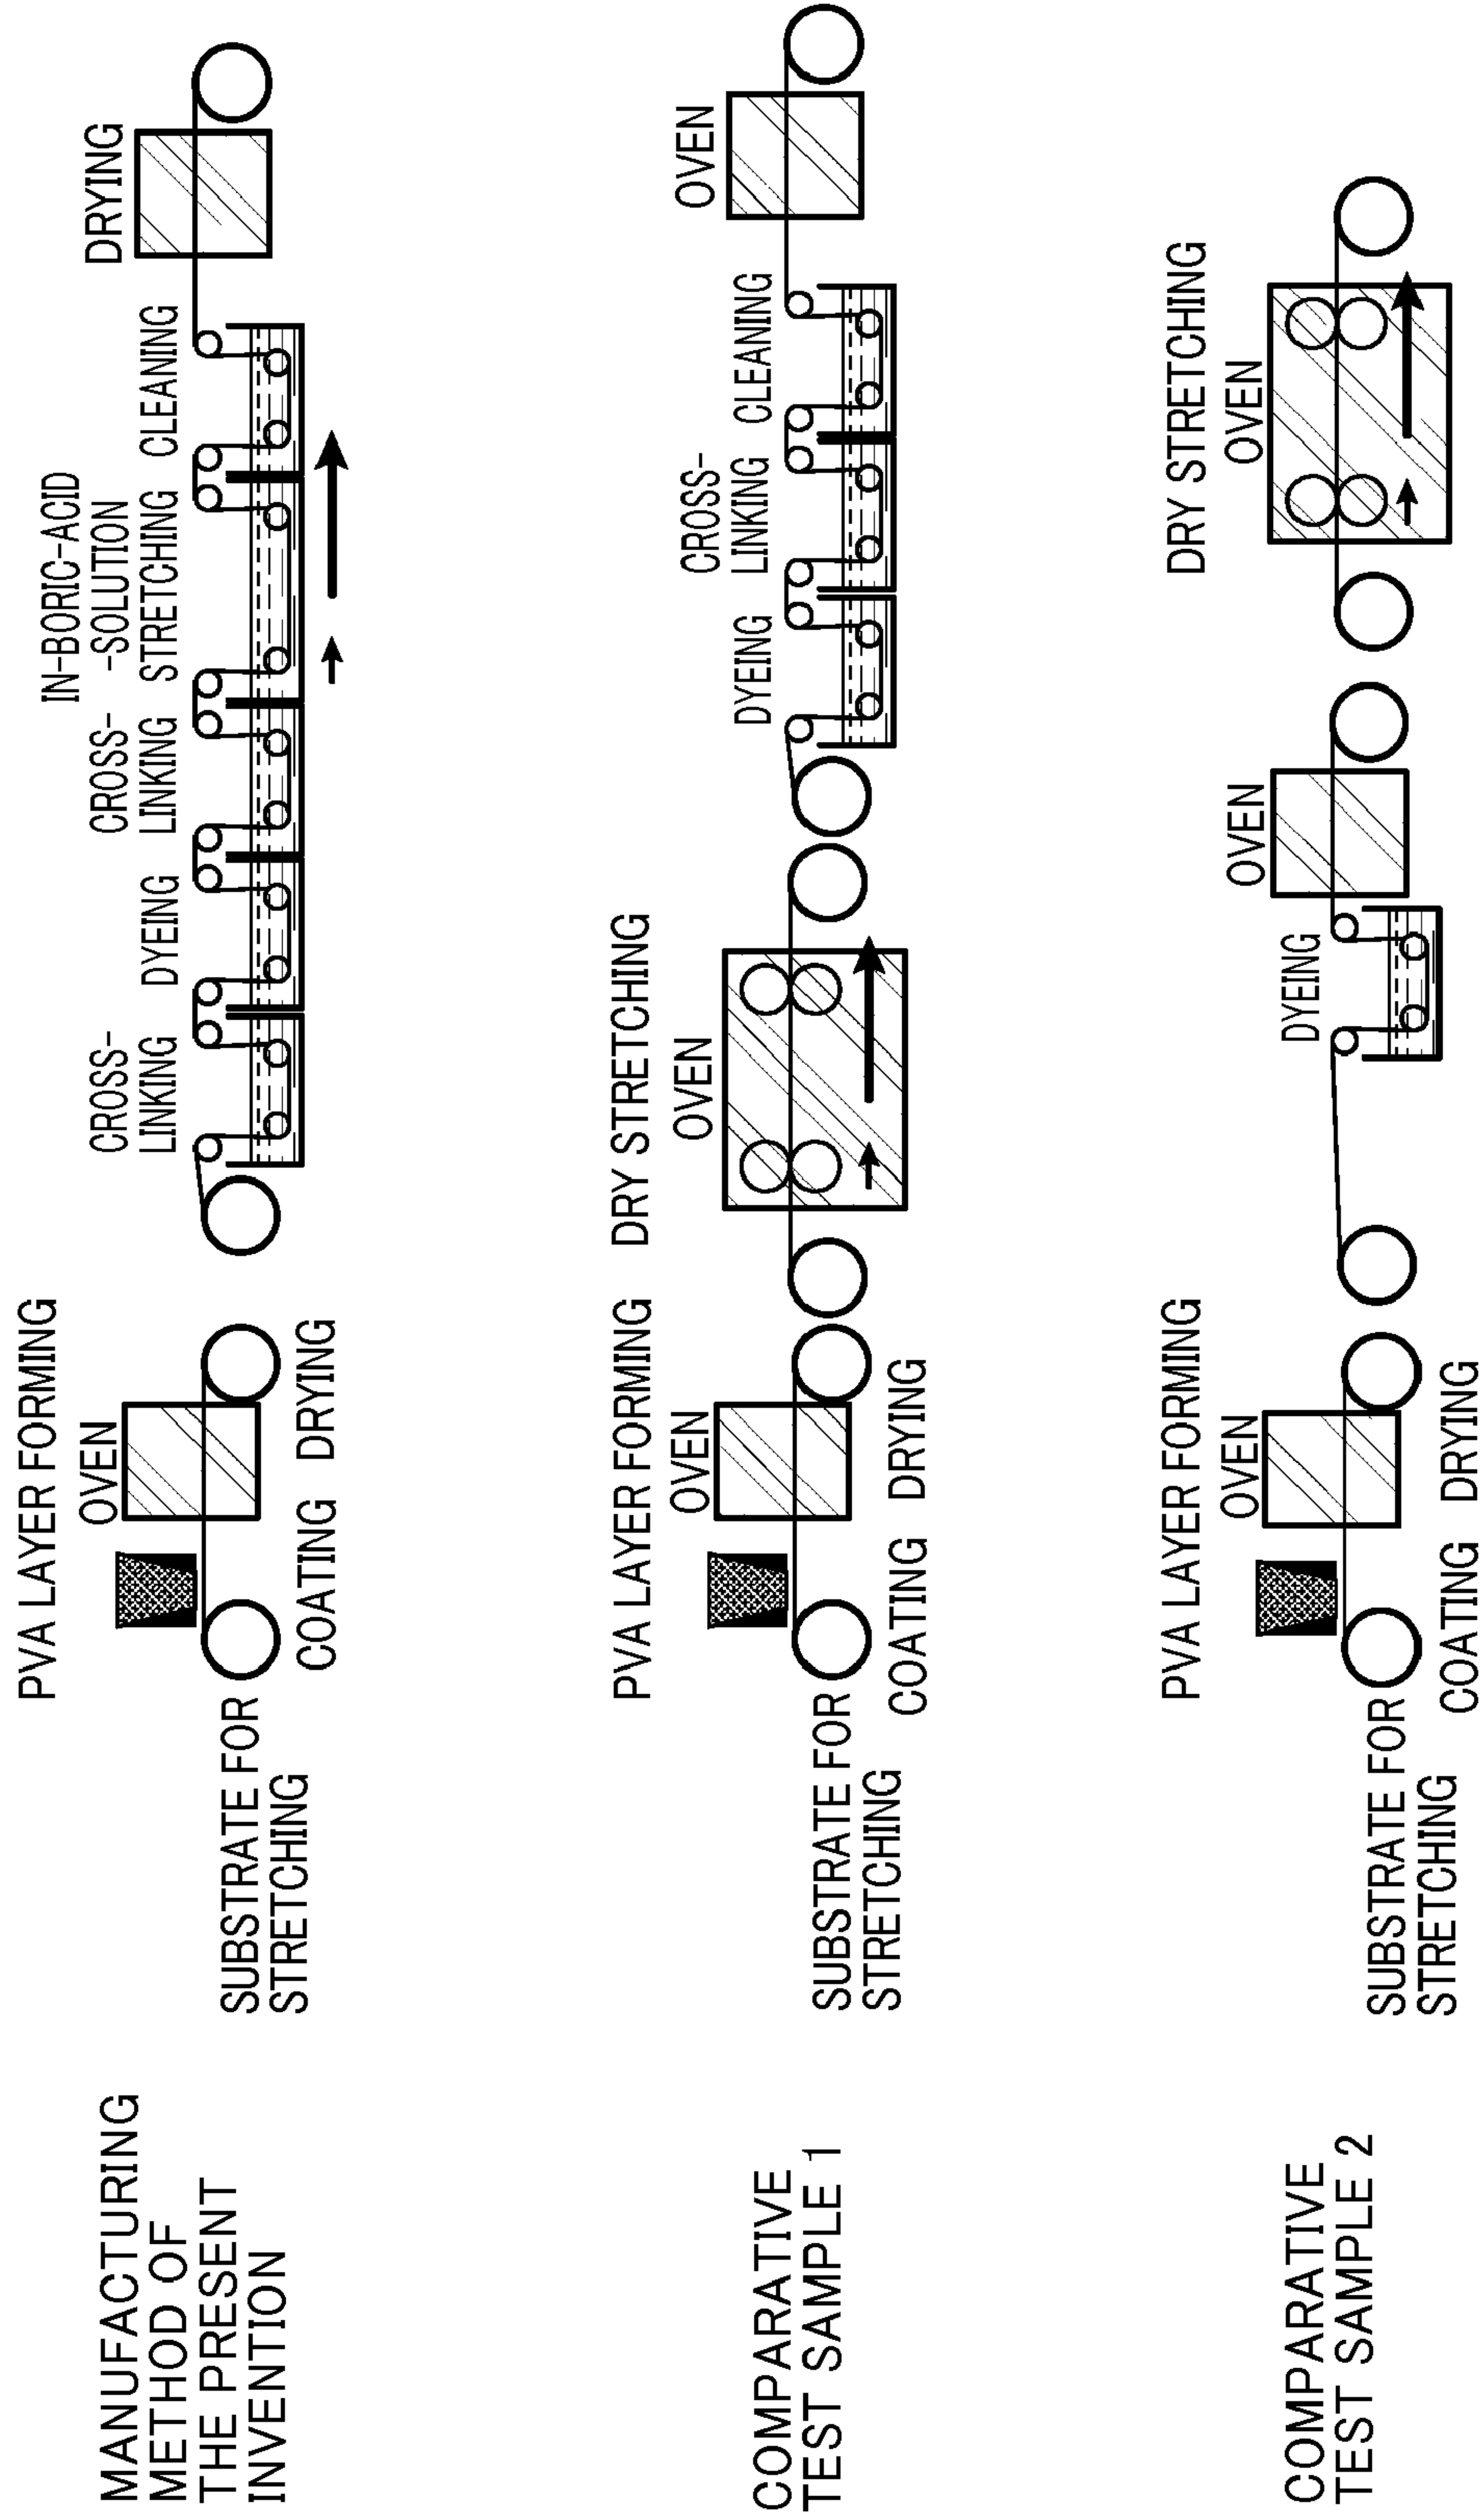 MANUFACTURING
METHOD OF
THE PRESENT
INVENTION
SUBSTRATE FOR
STRETCHING
PVA LAYER FORMING
OVEN
COATING
DRYING
CROSS-
LINKING
DYEING
CROSS-
LINKING
IN-BORIC-ACID
-SOLUTION
STRETCHING
CLEANING
DRYING
COMPARATIVE
TEST SAMPLE 1
SUBSTRATE FOR
STRETCHING
PVA LAYER FORMING
OVEN
COATING
DRYING
DRY STRETCHING
OVEN
DYEING
CROSS-
LINKING
CLEANING
OVEN
COMPARATIVE
TEST SAMPLE 2
SUBSTRATE FOR
STRETCHING
PVA LAYER FORMING
OVEN
COATING
DRYING
DYEING
OVEN
DRY STRETCHING
OVEN